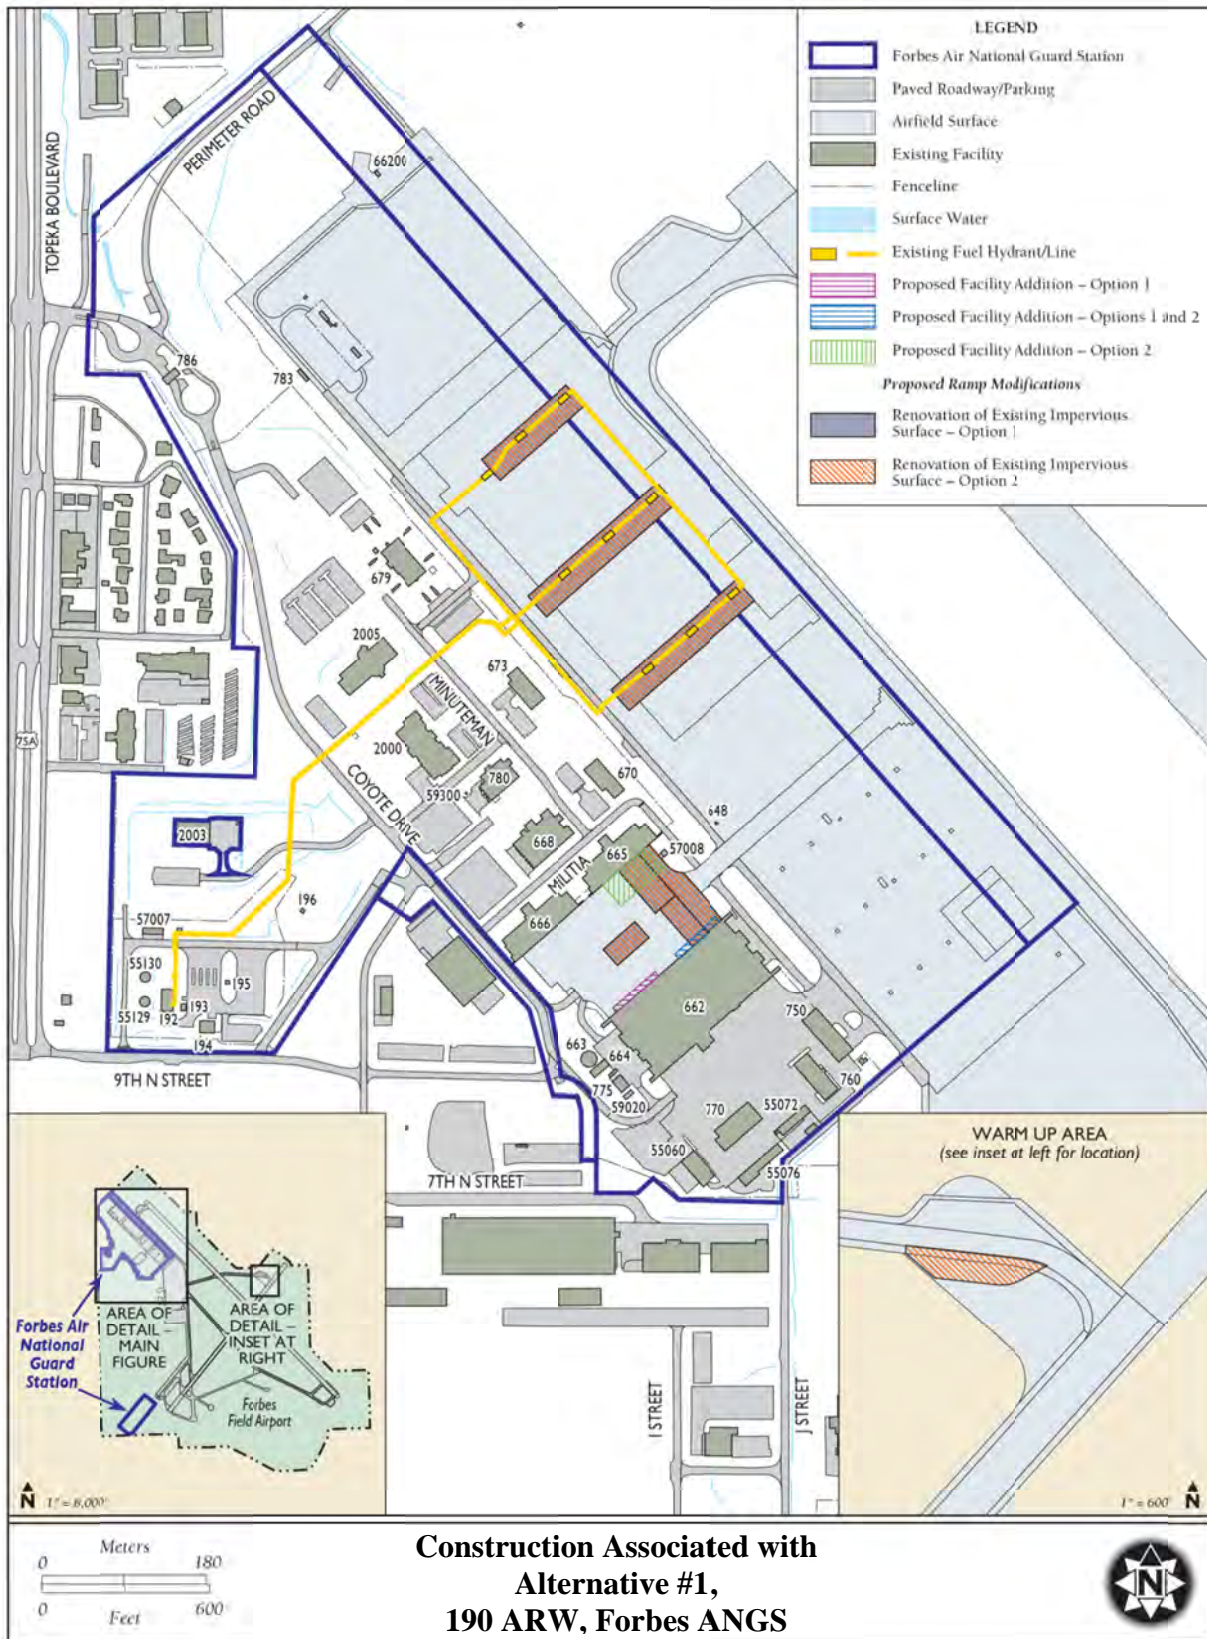 LEGEND
Forbes Air National Guard Station
Paved Roadway/Parking
Airfield Surface
Existing Facility
Fenceline
Surface Water
Existing Fuel Hydrant/Line
Proposed Facility Addition – Option 1
Proposed Facility Addition – Options 1 and 2
Proposed Facility Addition – Option 2
Proposed Ramp Modifications
Renovation of Existing Impervious
Surface – Option 1
Renovation of Existing Impervious
Surface – Option 2
TOPEKA BOULEVARD
PERIMETER ROAD
66200
786
783
679
2005
673
MINUTEMAN
75A
2000
COYOTE DRIVE
59300
780
670
648
2003
668
MILITIA
665
57008
196
666
57007
55130
55129
192
193
195
194
662
750
9TH N STREET
663
664
775
59020
760
770
55072
55060
55076
7TH N STREET
I STREET
J STREET
WARM UP AREA
(see inset at left for location)
1" = 600'
N
AREA OF
DETAIL –
MAIN
FIGURE
AREA OF
DETAIL –
INSET AT
RIGHT
Forbes Air
National
Guard
Station
Forbes
Field Airport
N
1" = 8,000'
Meters
0 180
0 600
Feet
Construction Associated with
Alternative #1,
190 ARW, Forbes ANGS
N